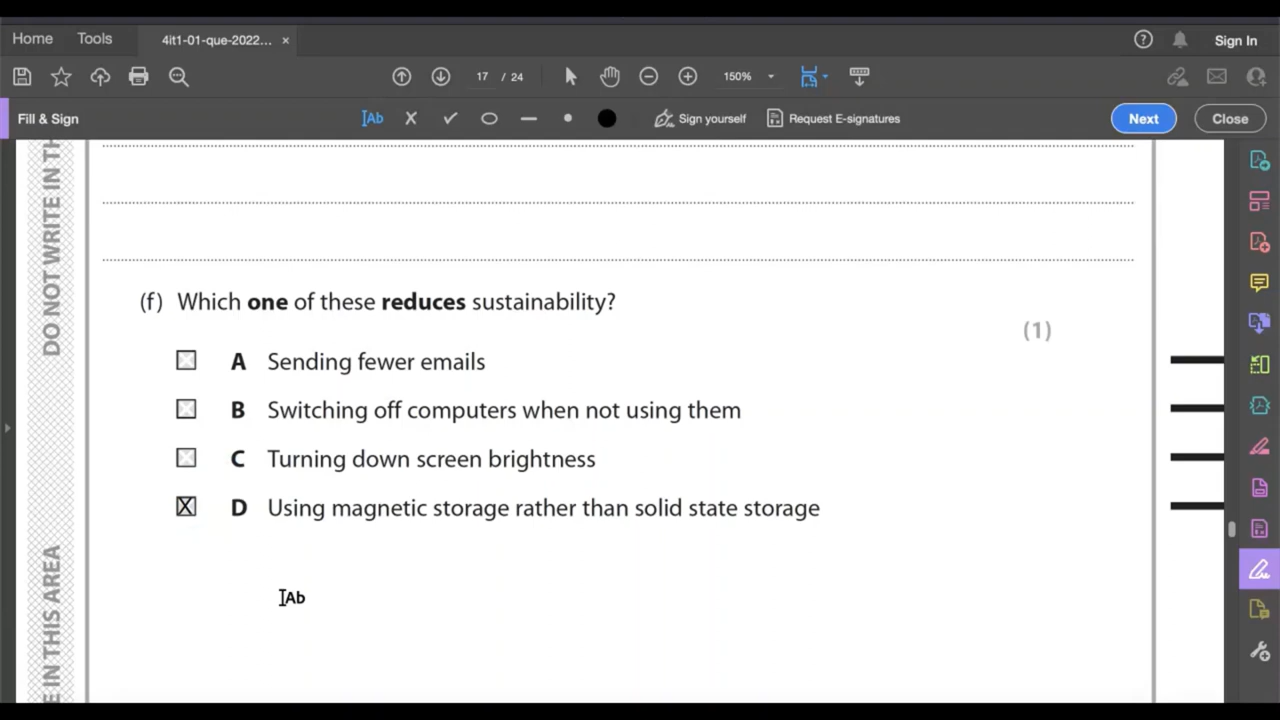 Home Tools 4it1-01-que-2022... × Sign In
17 / 24 150%
Fill & Sign Ab Sign yourself Request E-signatures Next Close
DO NOT WRITE IN TH
(f) Which one of these reduces sustainability?
(1)
A Sending fewer emails
B Switching off computers when not using them
C Turning down screen brightness
X D Using magnetic storage rather than solid state storage
E IN THIS AREA
Ab